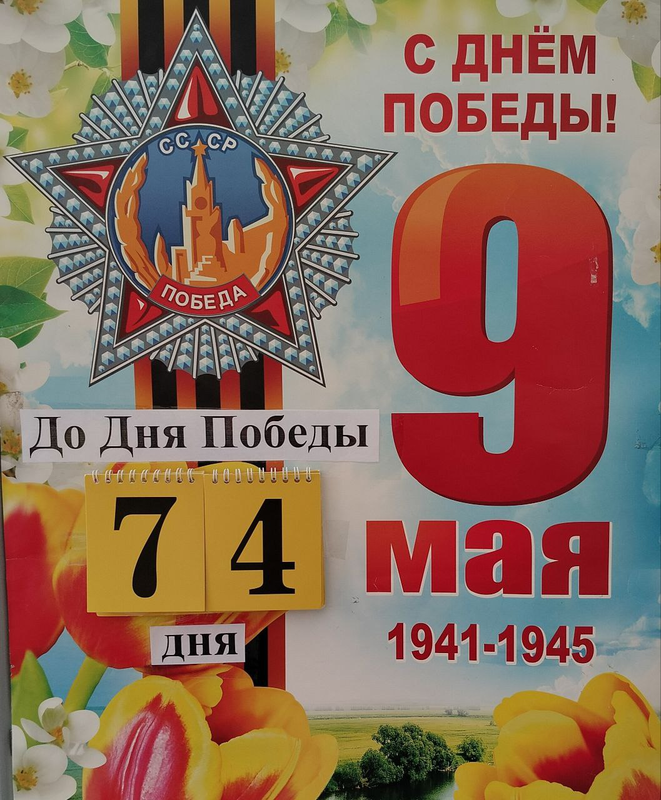 С ДНЁМ
ПОБЕДЫ!
СССР
ПОБЕДА
9
мая
1941-1945
До Дня Победы
74
дня